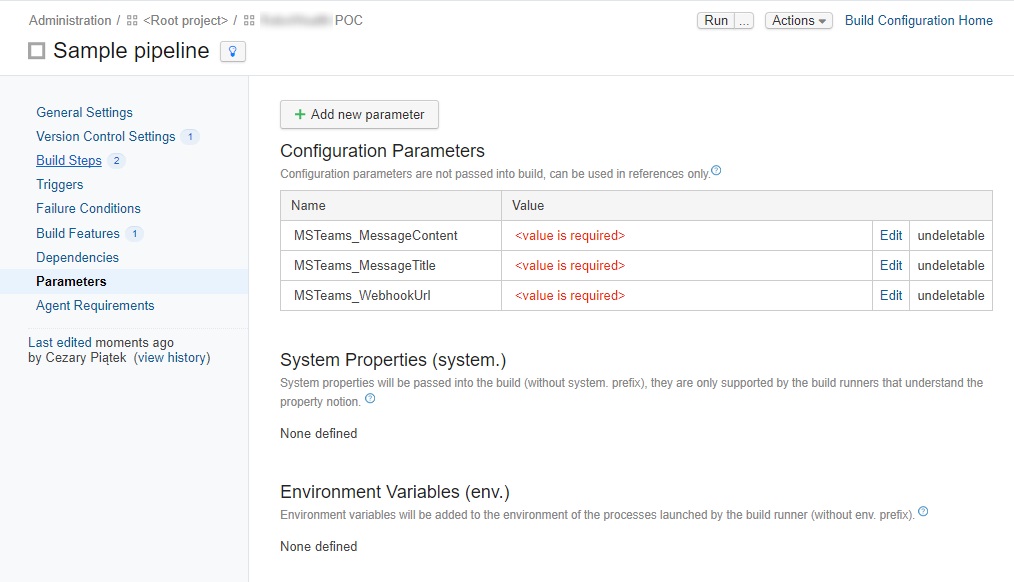 Administration / <Root project> / POC
Run ... Actions Build Configuration Home
Sample pipeline
General Settings
Version Control Settings 1
Build Steps 2
Triggers
Failure Conditions
Build Features 1
Dependencies
Parameters
Agent Requirements
Last edited moments ago
by Cezary Piątek (view history)
+ Add new parameter
Configuration Parameters
Configuration parameters are not passed into build, can be used in references only. ?
Name Value
MSTeams_MessageContent <value is required> Edit undeletable
MSTeams_MessageTitle <value is required> Edit undeletable
MSTeams_WebhookUrl <value is required> Edit undeletable
System Properties (system.)
System properties will be passed into the build (without system. prefix), they are only supported by the build runners that understand the
property notion. ?
None defined
Environment Variables (env.)
Environment variables will be added to the environment of the processes launched by the build runner (without env. prefix). ?
None defined